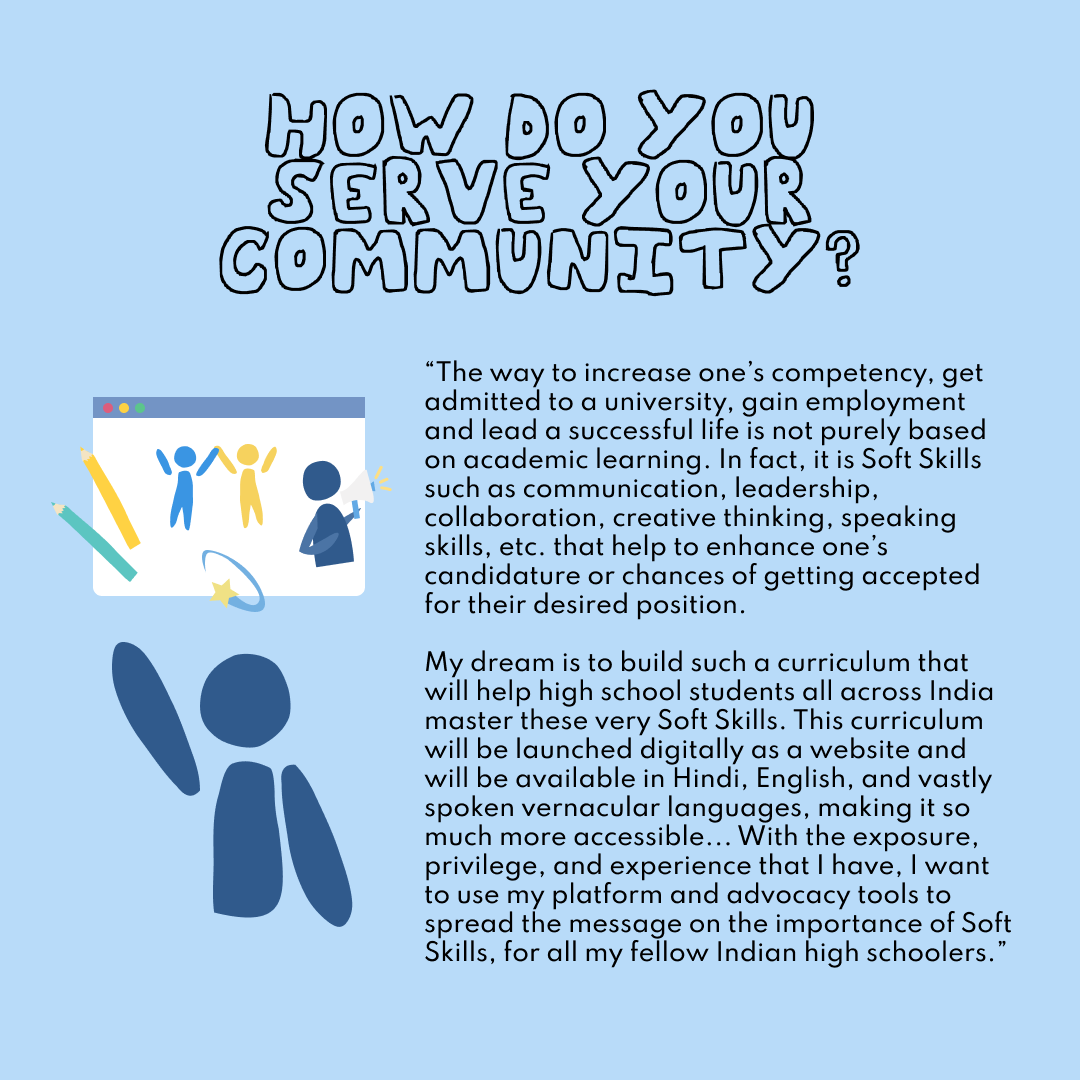 HOW DO YOU
SERVE YOUR
COMMUNITY?
“The way to increase one’s competency, get
admitted to a university, gain employment
and lead a successful life is not purely based
on academic learning. In fact, it is Soft Skills
such as communication, leadership,
collaboration, creative thinking, speaking
skills, etc. that help to enhance one’s
candidature or chances of getting accepted
for their desired position.
My dream is to build such a curriculum that
will help high school students all across India
master these very Soft Skills. This curriculum
will be launched digitally as a website and
will be available in Hindi, English, and vastly
spoken vernacular languages, making it so
much more accessible... With the exposure,
privilege, and experience that I have, I want
to use my platform and advocacy tools to
spread the message on the importance of Soft
Skills, for all my fellow Indian high schoolers.”